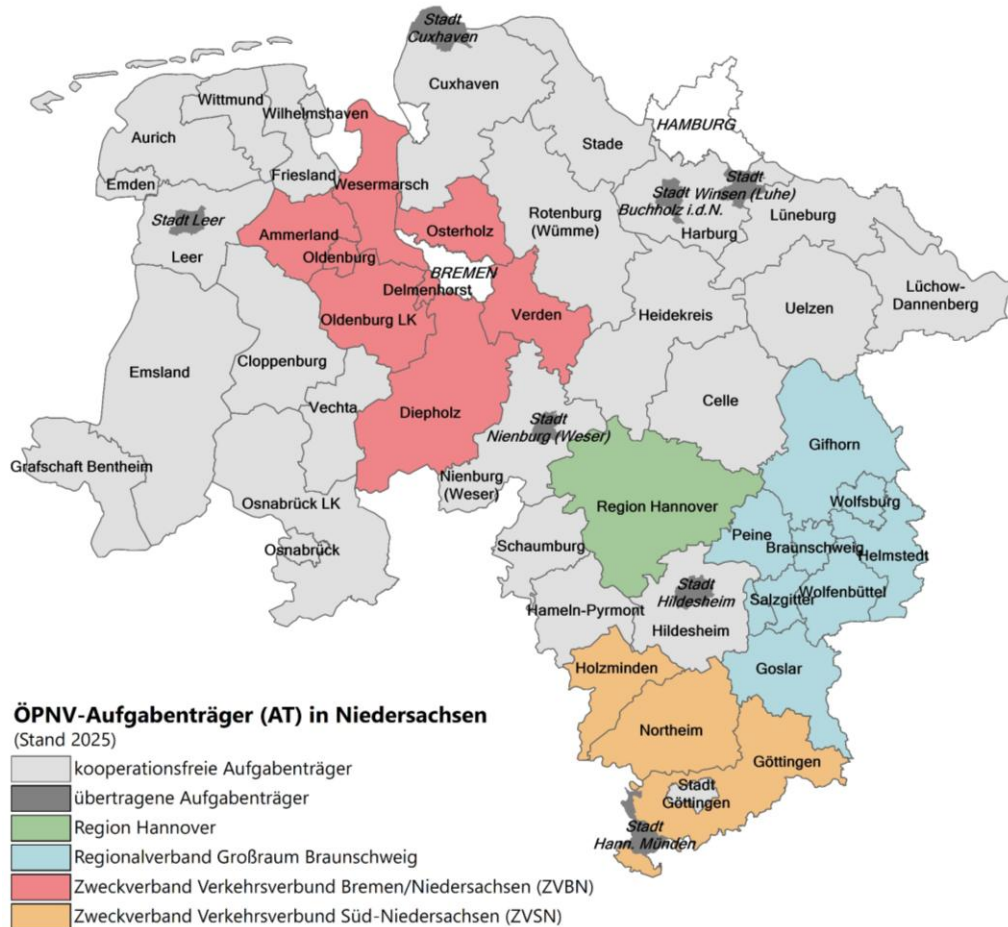 Stadt
Cuxhaven
Cuxhaven
Wittmund
Wilhelmshaven
Aurich
Stade
HAMBURG
Emden
Friesland
Wesermarsch
Stadt Leer
Leer
Ammerland
Oldenburg
Osterholz
Rotenburg
(Wümme)
Stadt
Buchholz i.d.N.
Stadt
Winsen (Luhe)
Harburg
Lüneburg
BREMEN
Delmenhorst
Oldenburg LK
Verden
Heidekreis
Uelzen
Lüchow-
Dannenberg
Emsland
Cloppenburg
Vechta
Diepholz
Stadt
Nienburg (Weser)
Celle
Gifhorn
Grafschaft Bentheim
Osnabrück LK
Nienburg
(Weser)
Region Hannover
Wolfsburg
Osnabrück
Schaumburg
Peine
Braunschweig
Helmstedt
Hameln-Pyrmont
Stadt
Hildesheim
Hildesheim
Salzgitter
Wolfenbüttel
Holzminden
Goslar
Northeim
Göttingen
Stadt
Göttingen
Stadt
Hann. Münden
ÖPNV-Aufgabenträger (AT) in Niedersachsen
(Stand 2025)
kooperationsfreie Aufgabenträger
übertragene Aufgabenträger
Region Hannover
Regionalverband Großraum Braunschweig
Zweckverband Verkehrsverbund Bremen/Niedersachsen (ZVBN)
Zweckverband Verkehrsverbund Süd-Niedersachsen (ZVSN)